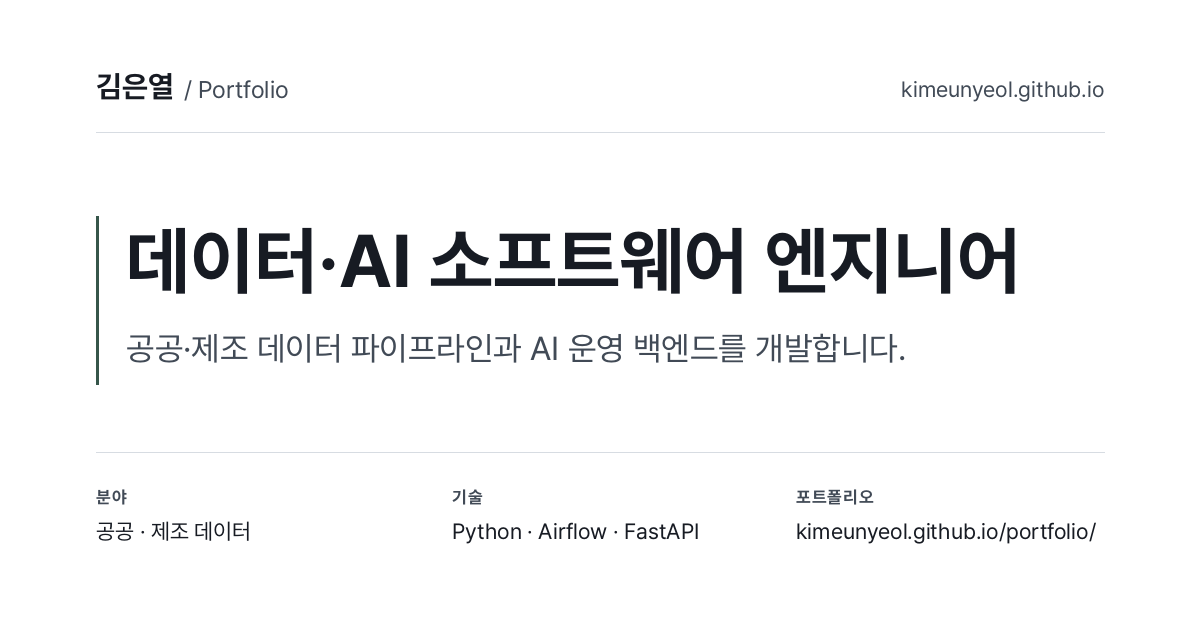 김은열 / Portfolio
kimeunyeol.github.io
데이터·AI 소프트웨어 엔지니어
공공·제조 데이터 파이프라인과 AI 운영 백엔드를 개발합니다.
분야
공공 · 제조 데이터
기술
Python · Airflow · FastAPI
포트폴리오
kimeunyeol.github.io/portfolio/